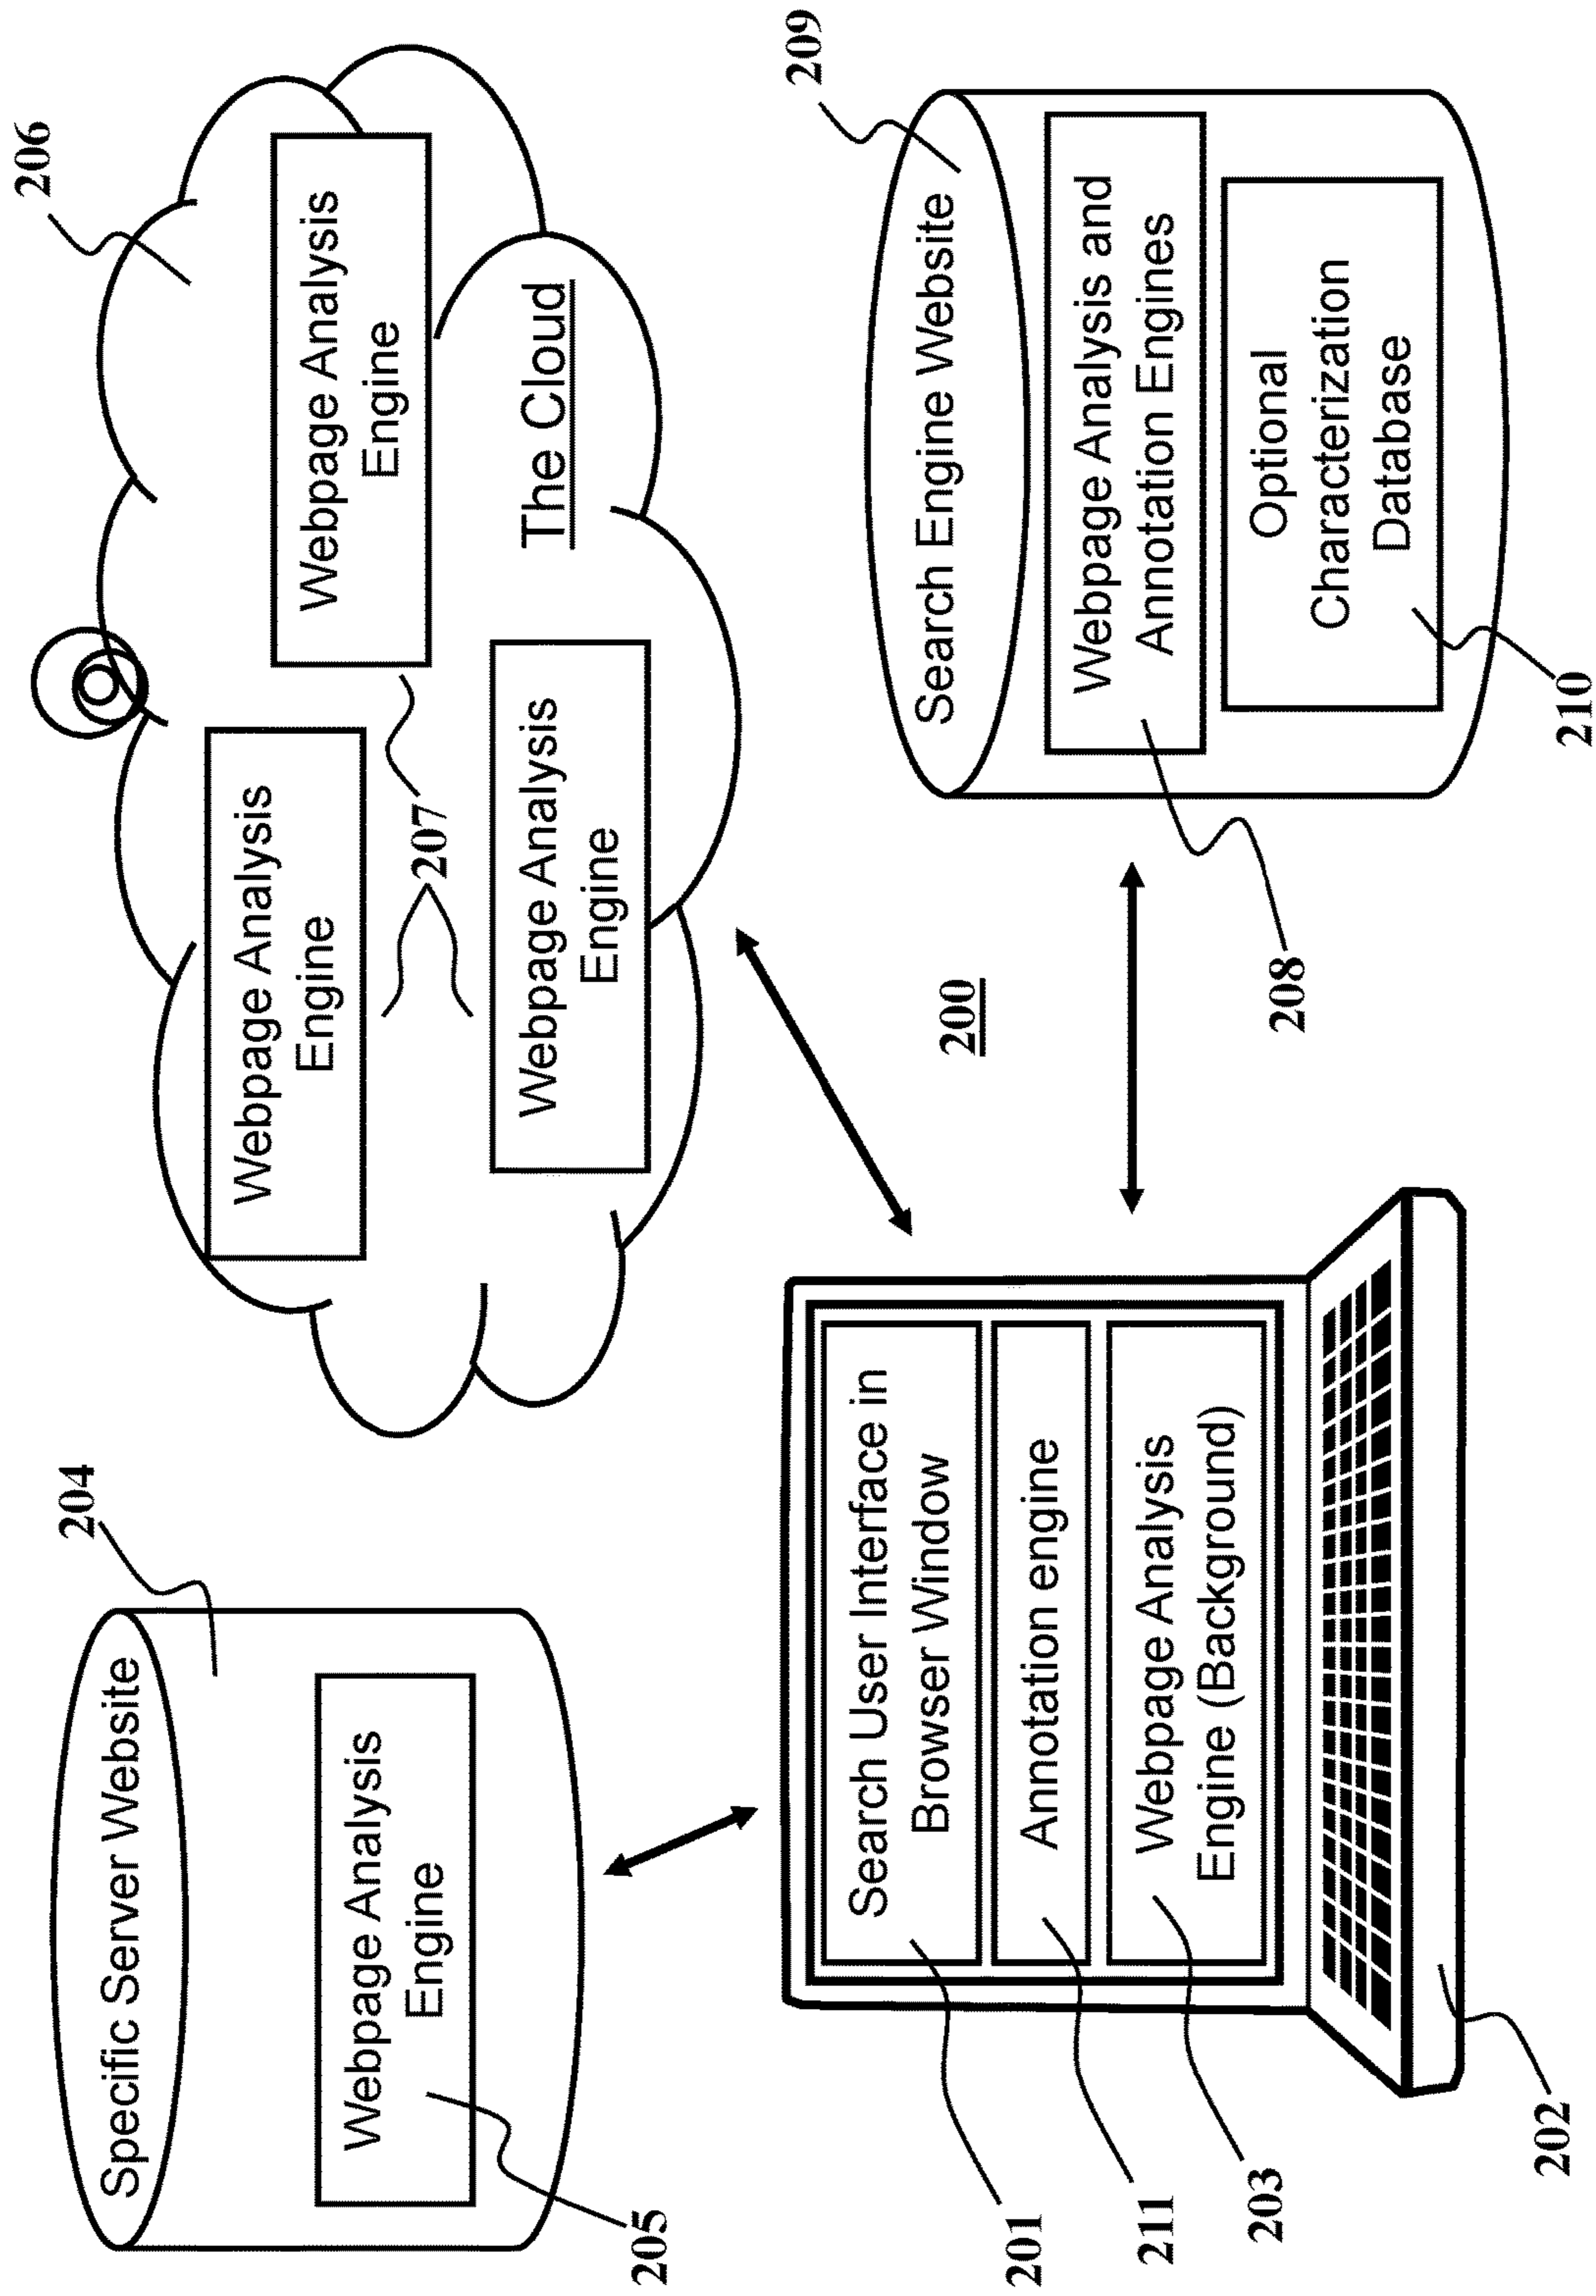 204
Specific Server Website
Webpage Analysis
Engine
205
206
Webpage Analysis
Engine
207
Webpage Analysis
Engine
Webpage Analysis
Engine
The Cloud
200
Search User Interface in
Browser Window
Annotation engine
Webpage Analysis
Engine (Background)
201
211
203
202
209
Search Engine Website
Webpage Analysis and
Annotation Engines
Optional
Characterization
Database
208
210